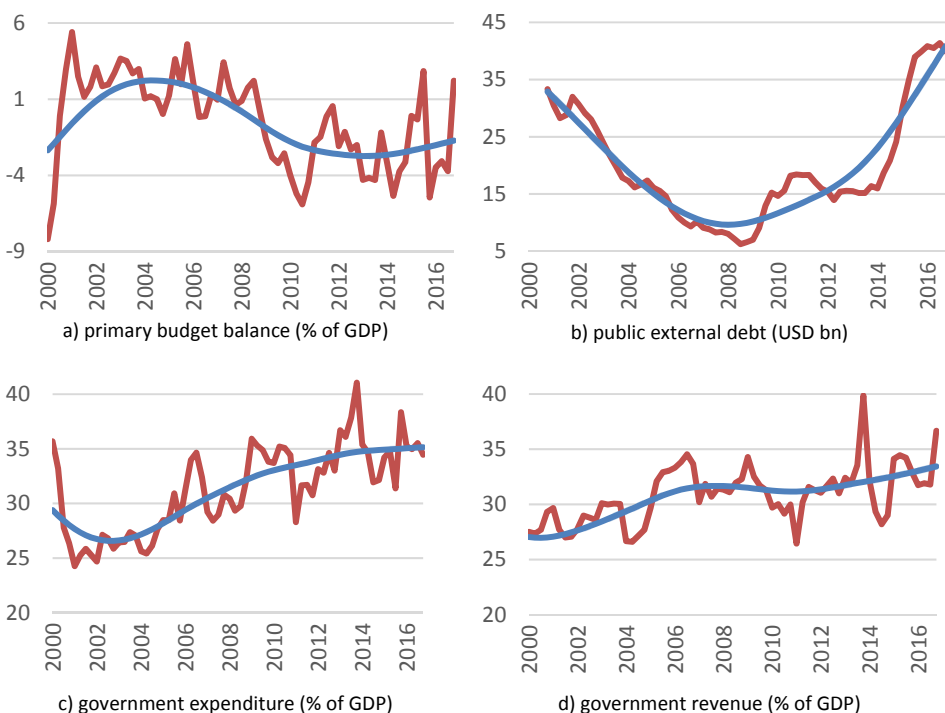 6
1
-4
-9
2000 2002 2004 2006 2008 2010 2012 2014 2016
a) primary budget balance (% of GDP)
45
35
25
15
5
2000 2002 2004 2006 2008 2010 2012 2014 2016
b) public external debt (USD bn)
40
35
30
25
20
2000 2002 2004 2006 2008 2010 2012 2014 2016
c) government expenditure (% of GDP)
40
35
30
25
20
2000 2002 2004 2006 2008 2010 2012 2014 2016
d) government revenue (% of GDP)